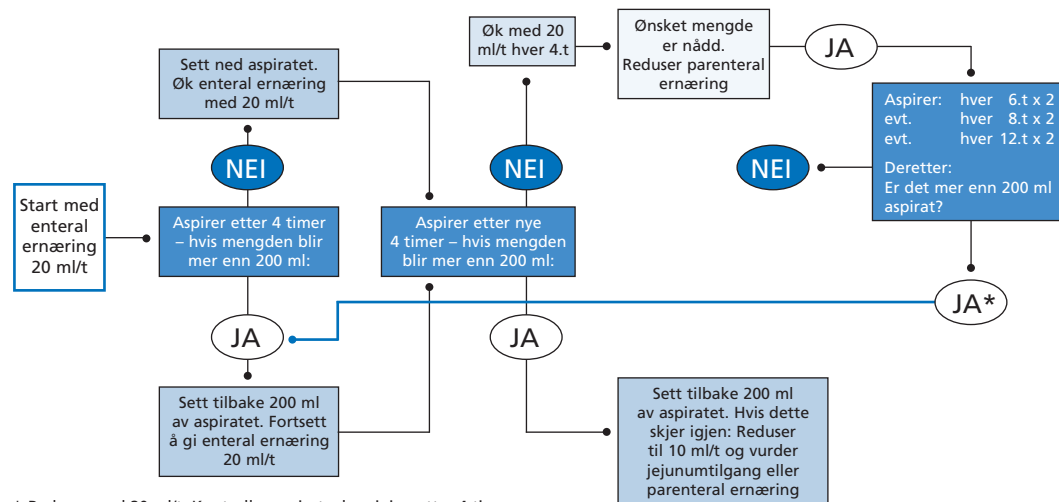 Start med
enteral
ernæring
20 ml/t
Sett ned aspiratet.
Øk enteral ernæring
med 20 ml/t
NEI
Aspirer etter 4 timer
– hvis mengden blir
mer enn 200 ml:
JA
Sett tilbake 200 ml
av aspiratet. Fortsett
å gi enteral ernæring
20 ml/t
Øk med 20
ml/t hver 4.t
NEI
Aspirer etter nye
4 timer – hvis mengden
blir mer enn 200 ml:
JA
Sett tilbake 200 ml
av aspiratet. Hvis dette
skjer igjen: Reduser
til 10 ml/t og vurder
jejunumtilgang eller
parenteral ernæring
Ønsket mengde
er nådd.
Reduser parenteral
ernæring
JA
Aspirer: hver 6.t x 2
evt. hver 8.t x 2
evt. hver 12.t x 2
Deretter:
Er det mer enn 200 ml
aspirat?
NEI
JA*